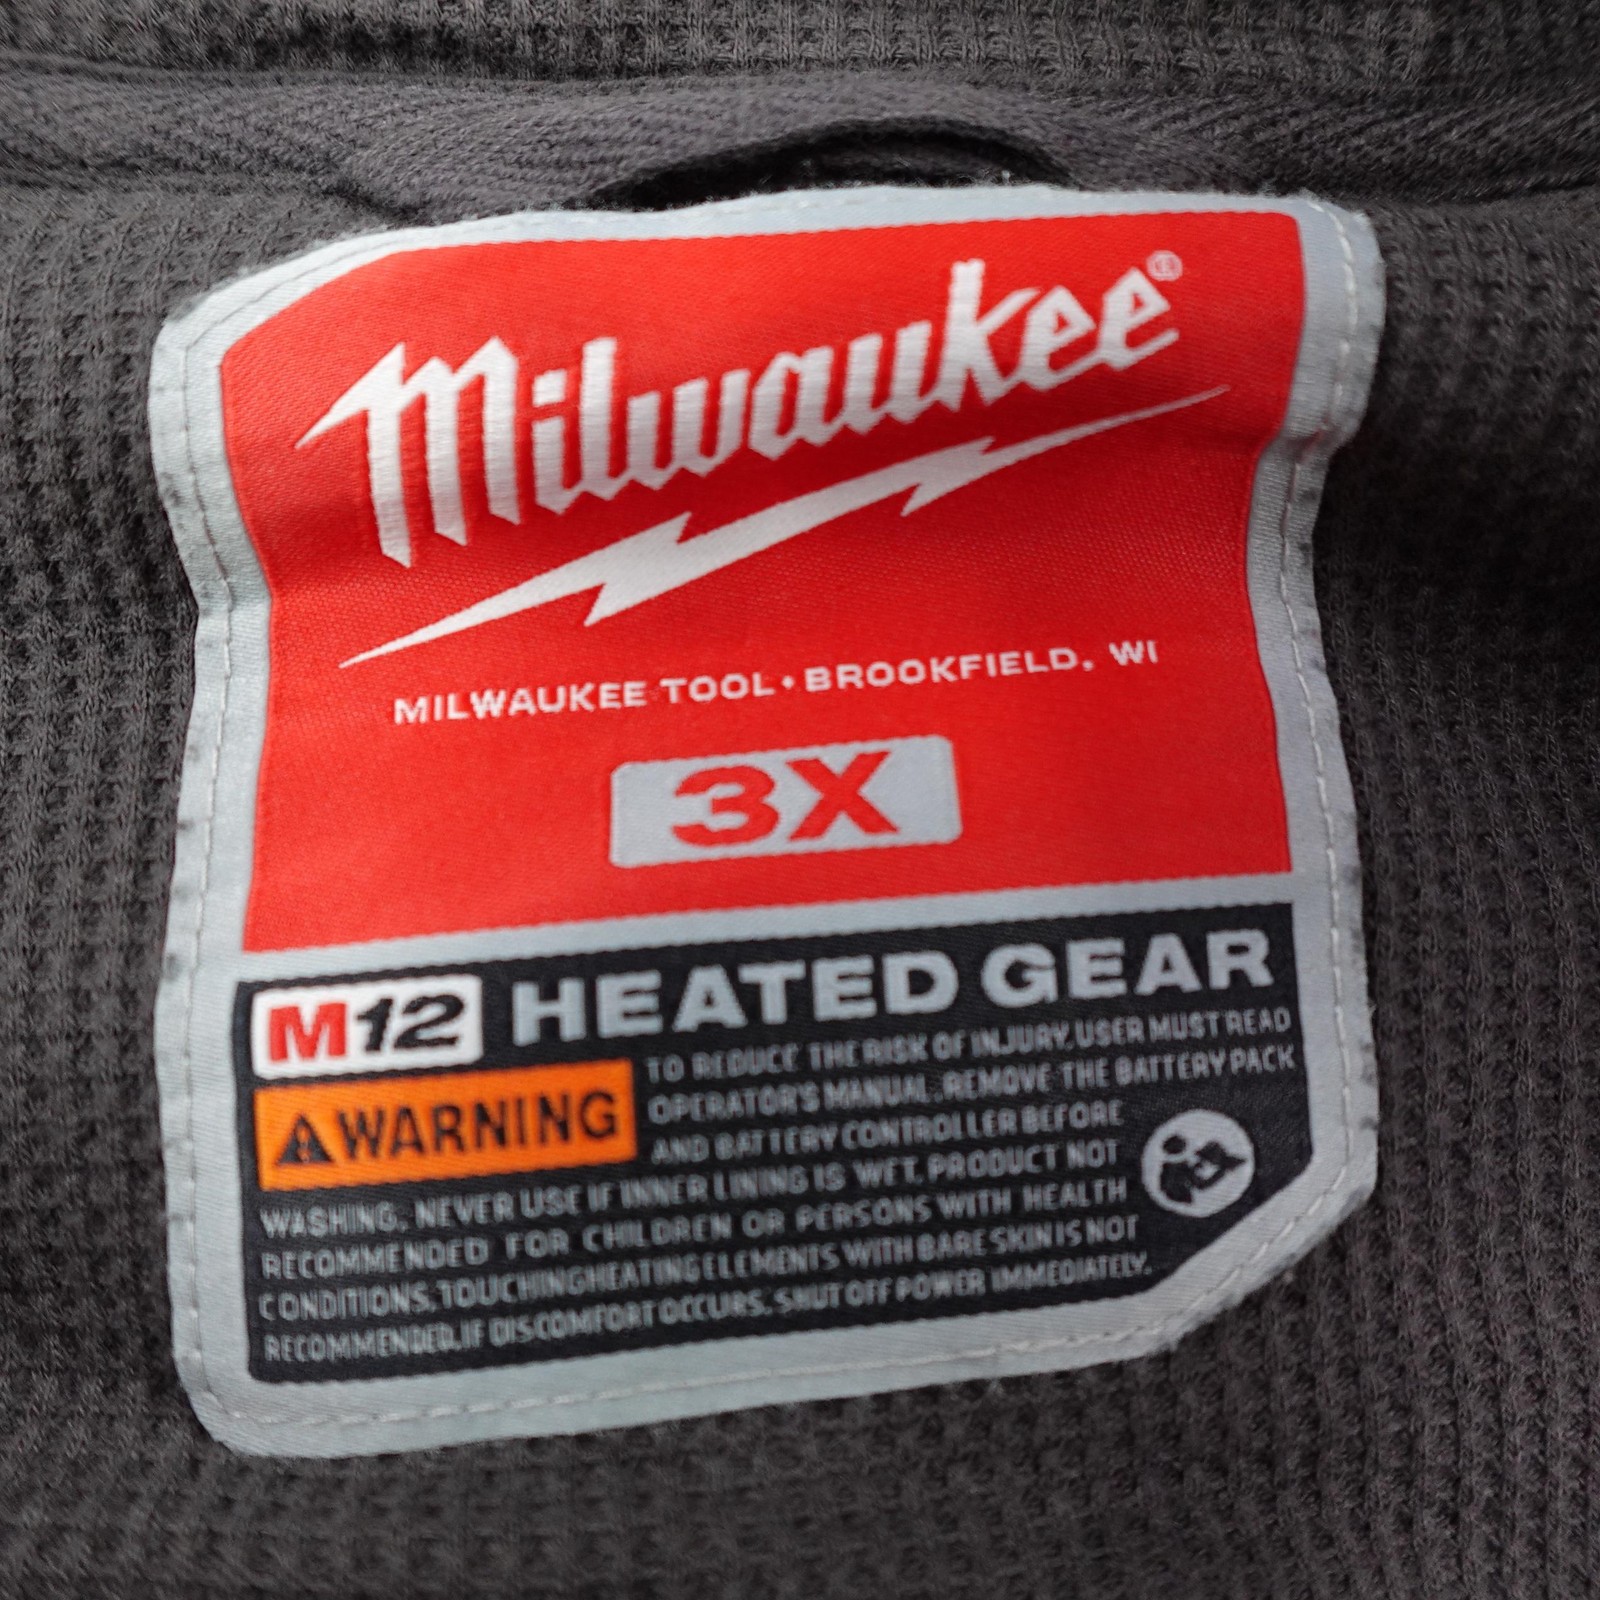 Milwaukee®
MILWAUKEE TOOL • BROOKFIELD, WI
3X
M12 HEATED GEAR
WARNING
TO REDUCE THE RISK OF INJURY, USER MUST READ
OPERATOR'S MANUAL. REMOVE THE BATTERY PACK
AND BATTERY CONTROLLER BEFORE
WASHING. NEVER USE IF INNER LINING IS WET. PRODUCT NOT
RECOMMENDED FOR CHILDREN OR PERSONS WITH HEALTH
CONDITIONS. TOUCHING HEATING ELEMENTS WITH BARE SKIN IS NOT
RECOMMENDED. IF DISCOMFORT OCCURS, SHUT OFF POWER IMMEDIATELY.